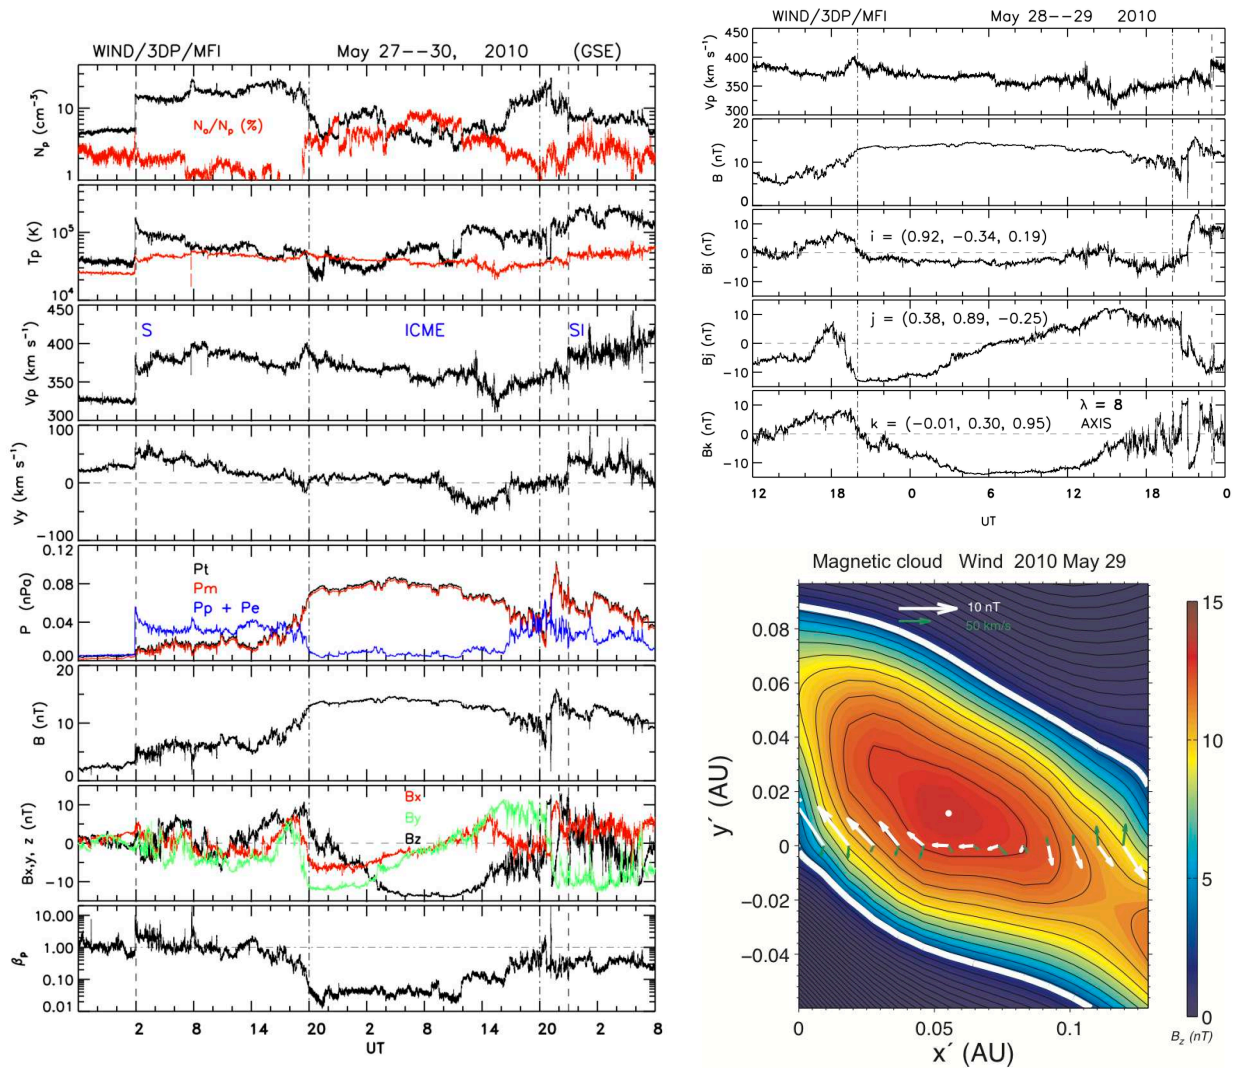 WIND/3DP/MFI May 27--30, 2010 (GSE)
10
1
Np (cm-3)
Nα/Np (%)
10^5
10^4
Tp (K)
450
400
350
300
Vp (km s-1)
S ICME SI
100
0
-100
Vy (km s-1)
0.12
0.08
0.04
0.00
P (nPa)
Pt
Pm
Pp + Pe
20
10
0
B (nT)
10
0
-10
Bx,y, z (nT)
Bx
By
Bz
10.00
1.00
0.10
0.01
βp
2 8 14 20 2 8 14 20 2 8
UT
WIND/3DP/MFI May 28--29 2010
450
400
350
300
Vp (km s-1)
20
10
0
B (nT)
10
0
-10
Bi (nT)
i = (0.92, -0.34, 0.19)
10
0
-10
Bj (nT)
j = (0.38, 0.89, -0.25)
10
0
-10
Bk (nT)
λ = 8
k = (-0.01, 0.30, 0.95) AXIS
12 18 0 6 12 18 0
UT
Magnetic cloud Wind 2010 May 29
10 nT
50 km/s
0.08
0.06
0.04
0.02
0
−0.02
−0.04
y´ (AU)
0 0.05 0.1
x´ (AU)
15
10
5
0
Bz (nT)